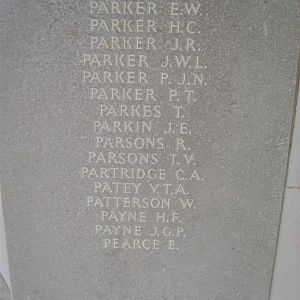 PARKER E.W.
PARKER H.C.
PARKER J.R.
PARKER J.W.L.
PARKER P.J.N.
PARKER P.T.
PARKES T.
PARKIN J.E.
PARSONS R.
PARSONS T.V.
PARTRIDGE C.A.
PATEY V.T.A.
PATTERSON W.
PAYNE H.F.
PAYNE J.G.P.
PEARCE E.